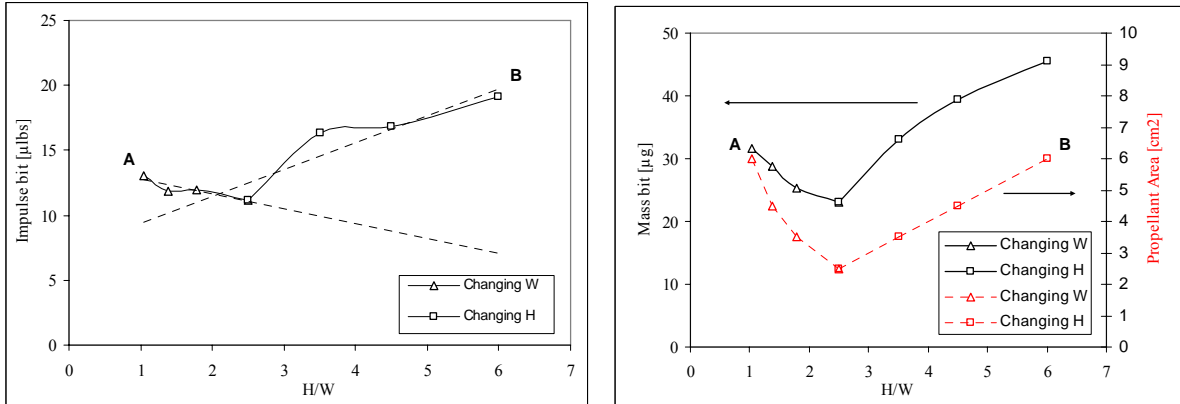 25
20
15
10
5
0
Impulse bit [µlbs]
A
B
Changing W
Changing H
0 1 2 3 4 5 6 7
H/W
50
40
30
20
10
0
Mass bit [µg]
A
B
Changing W
Changing H
Changing W
Changing H
10
9
8
7
6
5
4
3
2
1
0
Propellant Area [cm2]
0 1 2 3 4 5 6 7
H/W